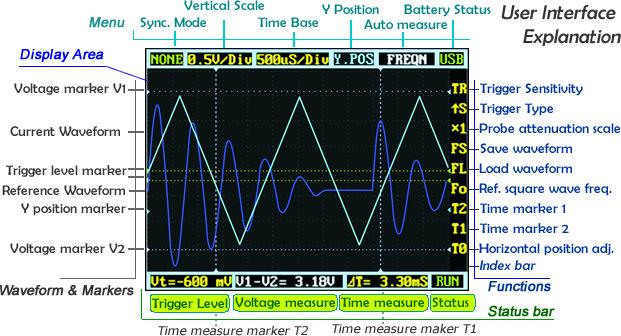 Vertical Scale
Y Position
Battery Status
Menu
Sync. Mode
Time Base
Auto measure
User Interface
Explanation
Display Area
NONE 0.5V/Div 500uS/Div Y.POS FREQN USB
Voltage marker V1
TR
Trigger Sensitivity
↑S
Trigger Type
Current Waveform
×1
Probe attenuation scale
FS
Save waveform
Trigger level marker
FL
Load waveform
Reference Waveform
Fo
Ref. square wave freq.
Y position marker
T2
Time marker 1
T1
Time marker 2
Voltage marker V2
T0
Horizontal position adj.
Index bar
Vt=-600 mV V1-V2= 3.18V ΔT= 3.30mS RUN
Waveform & Markers
Functions
Trigger Level Voltage measure Time measure Status
Status bar
Time measure marker T2
Time measure maker T1